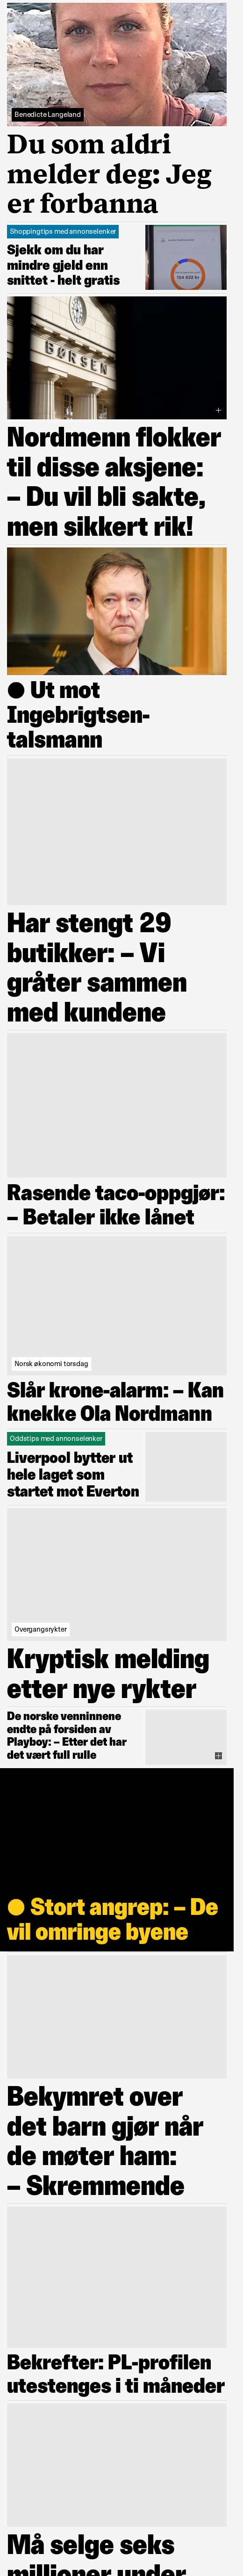 Benedicte Langeland
Du som aldri
melder deg: Jeg
er forbanna
Shoppingtips med annonselenker
Sjekk om du har
mindre gjeld enn
snittet - helt gratis
104 632 kr
BØRSEN
Nordmenn flokker
til disse aksjene:
– Du vil bli sakte,
men sikkert rik!
● Ut mot
Ingebrigtsen-
talsmann
Har stengt 29
butikker: – Vi
gråter sammen
med kundene
Rasende taco-oppgjør:
– Betaler ikke lånet
Norsk økonomi torsdag
Slår krone-alarm: – Kan
knekke Ola Nordmann
Oddstips med annonselenker
Liverpool bytter ut
hele laget som
startet mot Everton
Overgangsrykter
Kryptisk melding
etter nye rykter
De norske venninnene
endte på forsiden av
Playboy: – Etter det har
det vært full rulle
● Stort angrep: – De
vil omringe byene
Bekymret over
det barn gjør når
de møter ham:
– Skremmende
Bekrefter: PL-profilen
utestenges i ti måneder
Må selge seks
millioner under